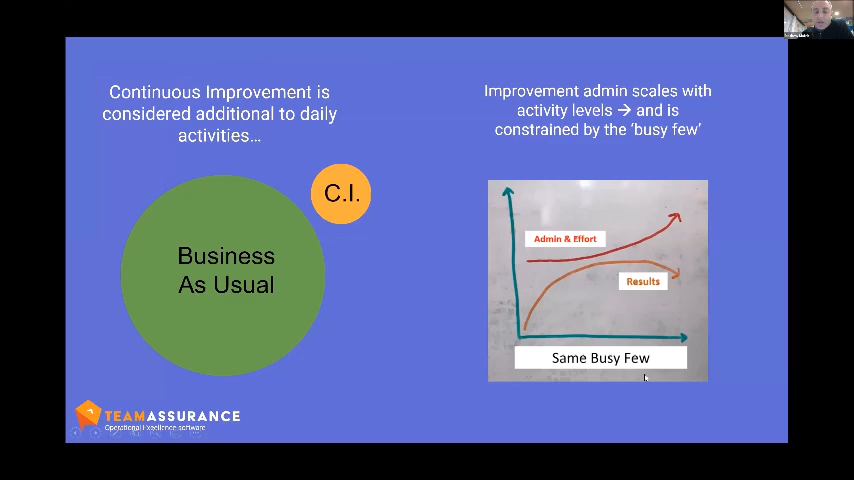 Continuous Improvement is
considered additional to daily
activities…
C.I.
Business
As Usual
Improvement admin scales with
activity levels → and is
constrained by the ‘busy few’
Admin & Effort
Results
Same Busy Few
TEAMASSURANCE
Operational Excellence software